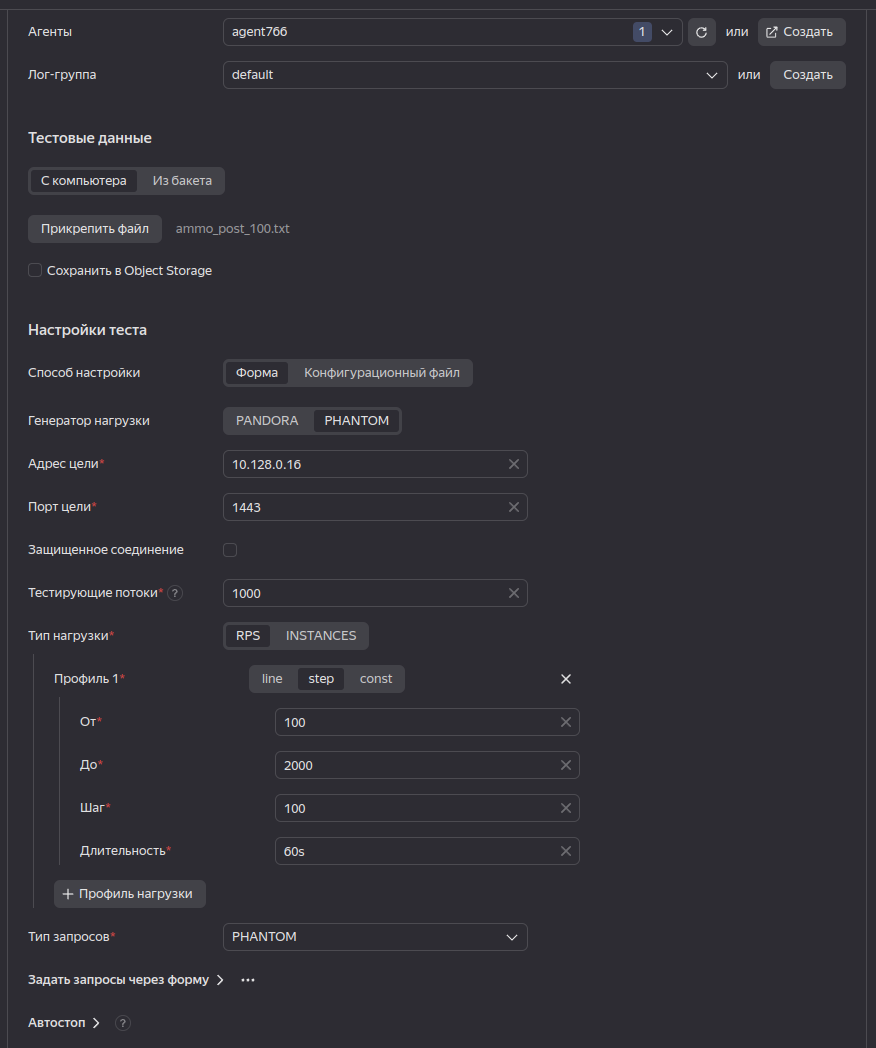 Агенты agent766 1 или Создать
Лог-группа default или Создать
Тестовые данные
С компьютера Из бакета
Прикрепить файл ammo_post_100.txt
Сохранить в Object Storage
Настройки теста
Способ настройки Форма Конфигурационный файл
Генератор нагрузки PANDORA PHANTOM
Адрес цели* 10.128.0.16
Порт цели* 1443
Защищенное соединение
Тестирующие потоки* ? 1000
Тип нагрузки* RPS INSTANCES
Профиль 1* line step const
От* 100
До* 2000
Шаг* 100
Длительность* 60s
+ Профиль нагрузки
Тип запросов* PHANTOM
Задать запросы через форму
Автостоп ?